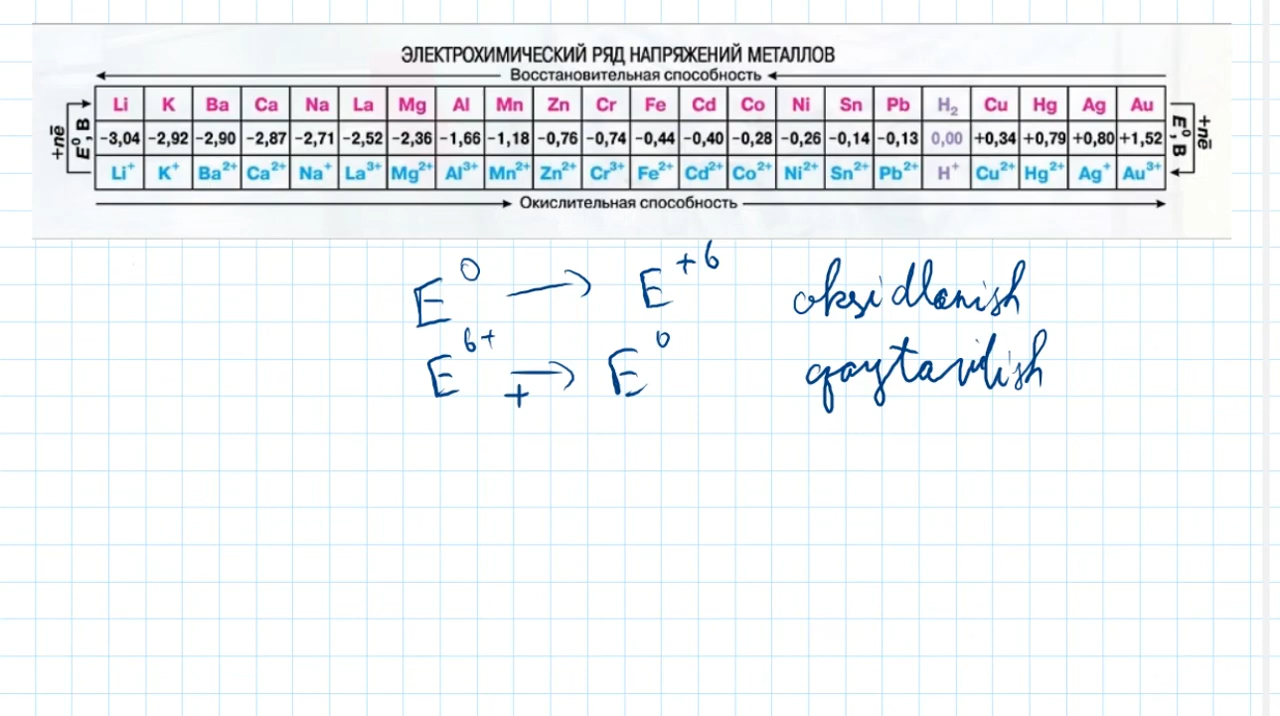 ЭЛЕКТРОХИМИЧЕСКИЙ РЯД НАПРЯЖЕНИЙ МЕТАЛЛОВ
Восстановительная способность
Li K Ba Ca Na La Mg Al Mn Zn Cr Fe Cd Co Ni Sn Pb H₂ Cu Hg Ag Au
+nē E⁰, В −3,04 −2,92 −2,90 −2,87 −2,71 −2,52 −2,36 −1,66 −1,18 −0,76 −0,74 −0,44 −0,40 −0,28 −0,26 −0,14 −0,13 0,00 +0,34 +0,79 +0,80 +1,52 E⁰, В +nē
Li⁺ K⁺ Ba²⁺ Ca²⁺ Na⁺ La³⁺ Mg²⁺ Al³⁺ Mn²⁺ Zn²⁺ Cr³⁺ Fe²⁺ Cd²⁺ Co²⁺ Ni²⁺ Sn²⁺ Pb²⁺ H⁺ Cu²⁺ Hg²⁺ Ag⁺ Au³⁺
Окислительная способность
E⁰ → E⁺⁶ oksidlanish
E⁶⁺ → + E⁰ qaytarilish